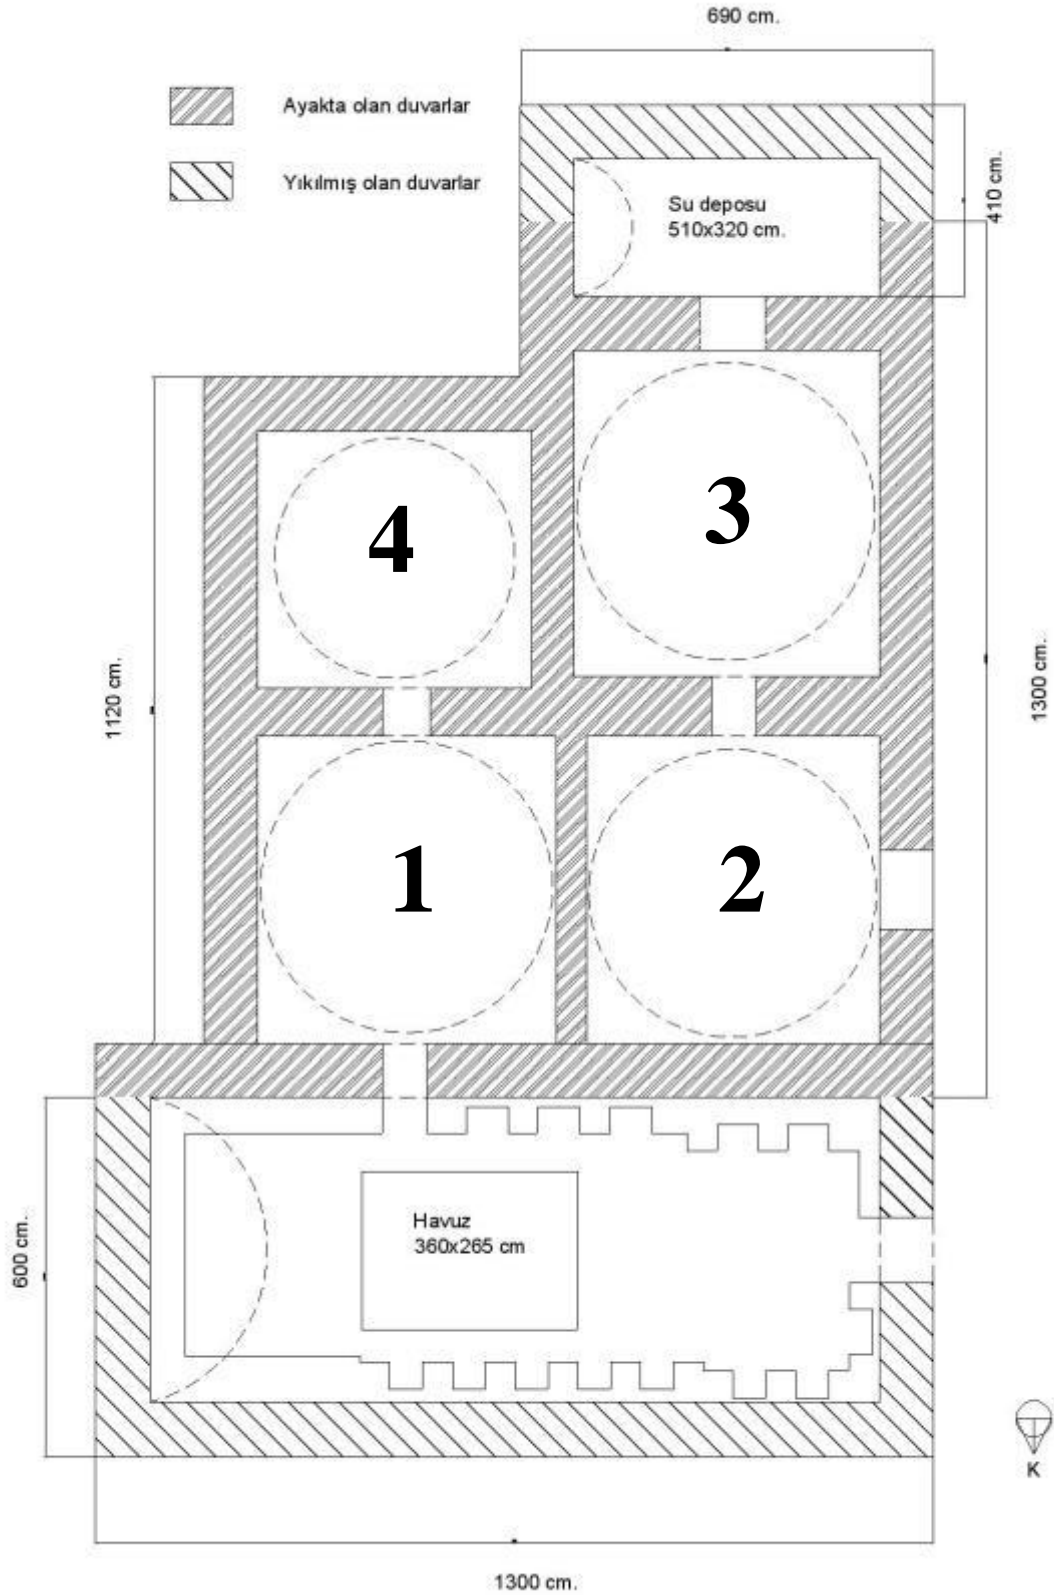 690 cm.
Ayakta olan duvarlar
Yıkılmış olan duvarlar
410 cm.
Su deposu
510x320 cm.
4
3
1120 cm.
1300 cm.
1
2
600 cm.
Havuz
360x265 cm
K
1300 cm.